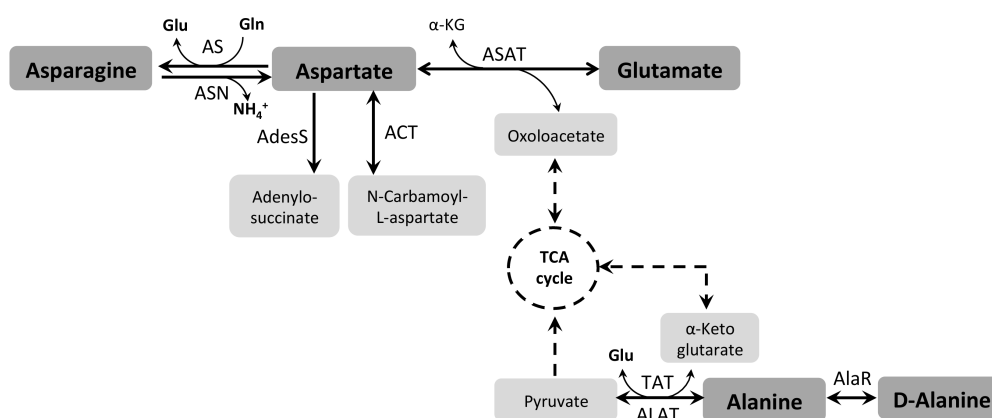 Glu Gln
AS
Asparagine
ASN
NH₄⁺
Aspartate
α-KG
ASAT
Glutamate
Oxoloacetate
AdesS
ACT
Adenylo-
succinate
N-Carbamoyl-
L-aspartate
TCA
cycle
α-Keto
glutarate
Glu
TAT
ALAT
Pyruvate
Alanine
AlaR
D-Alanine